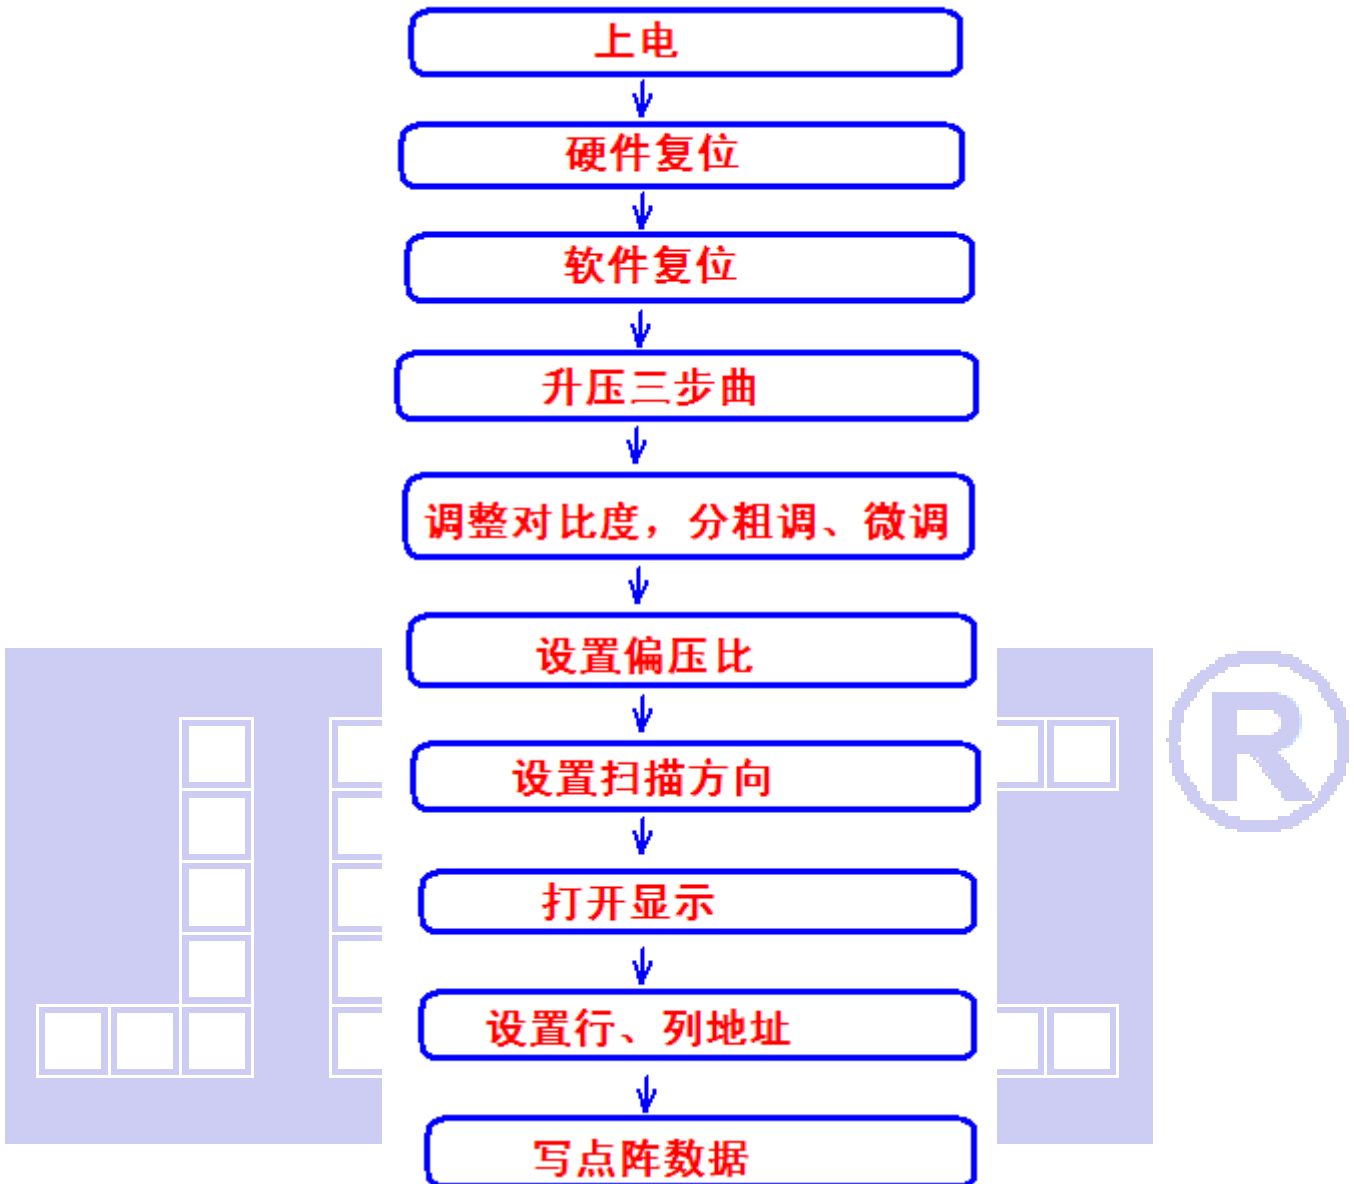 上电
硬件复位
软件复位
升压三步曲
调整对比度，分粗调、微调
设置偏压比
设置扫描方向
打开显示
设置行、列地址
写点阵数据
R